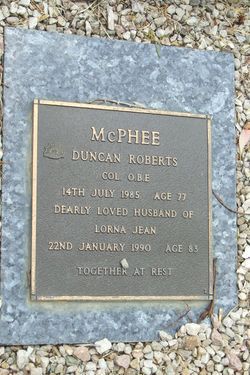 McPHEE
DUNCAN ROBERTS
COL O.B.E
14TH JULY 1985 AGE 77
DEARLY LOVED HUSBAND OF
LORNA JEAN
22ND JANUARY 1990 AGE 83
TOGETHER AT REST